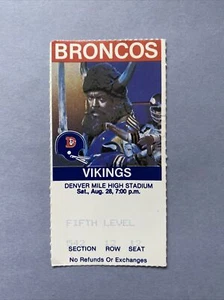 BRONCOS
VIKINGS
DENVER MILE HIGH STADIUM
Sat., Aug. 28, 7:00 p.m.
FIFTH LEVEL
SECTION ROW SEAT
No Refunds Or Exchanges